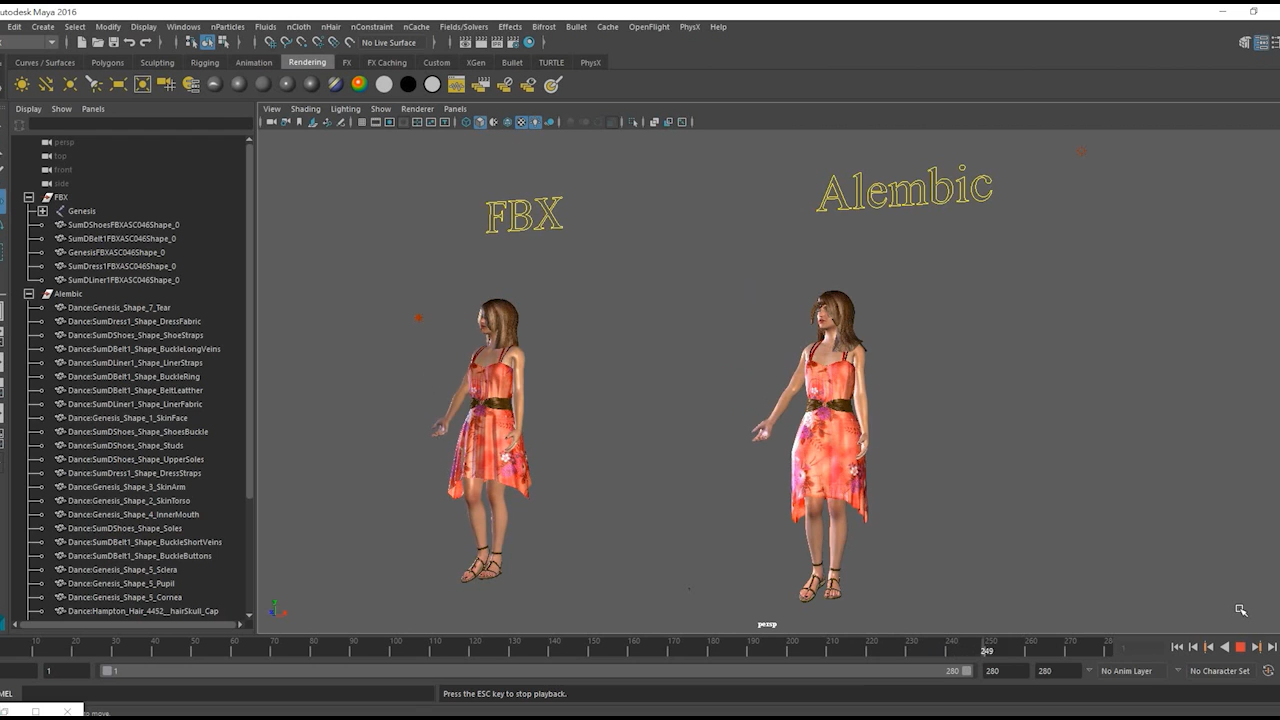 utodesk Maya 2016
Edit Create Select Modify Display Windows nParticles Fluids nCloth nHair nConstraint nCache Fields/Solvers Effects Bifrost Bullet Cache OpenFlight PhysX Help
No Live Surface
Curves / Surfaces Polygons Sculpting Rigging Animation Rendering FX FX Caching Custom XGen Bullet TURTLE PhysX
Display Show Panels
View Shading Lighting Show Renderer Panels
persp
top
front
side
FBX
Genesis
SumDShoesFBXASC046Shape_0
SumDBelt1FBXASC046Shape_0
GenesisFBXASC046Shape_0
SumDress1FBXASC046Shape_0
SumDLiner1FBXASC046Shape_0
Alembic
Dance:Genesis_Shape_7_Tear
Dance:SumDress1_Shape_DressFabric
Dance:SumDShoes_Shape_ShoeStraps
Dance:SumDBelt1_Shape_BuckleLongVeins
Dance:SumDLiner1_Shape_LinerStraps
Dance:SumDBelt1_Shape_BuckleRing
Dance:SumDBelt1_Shape_BeltLeatther
Dance:SumDLiner1_Shape_LinerFabric
Dance:Genesis_Shape_1_SkinFace
Dance:SumDShoes_Shape_ShoesBuckle
Dance:SumDShoes_Shape_Studs
Dance:SumDShoes_Shape_UpperSoles
Dance:SumDress1_Shape_DressStraps
Dance:Genesis_Shape_3_SkinArm
Dance:Genesis_Shape_2_SkinTorso
Dance:Genesis_Shape_4_InnerMouth
Dance:SumDShoes_Shape_Soles
Dance:SumDBelt1_Shape_BuckleShortVeins
Dance:SumDBelt1_Shape_BuckleButtons
Dance:Genesis_Shape_5_Sclera
Dance:Genesis_Shape_5_Pupil
Dance:Genesis_Shape_5_Cornea
Dance:Hampton_Hair_4452__hairSkull_Cap
FBX
Alembic
persp
10 20 30 40 50 60 70 80 90 100 110 120 130 140 150 160 170 180 190 200 210 220 230 240 250 260 270 28
249
1
1 1 280 280 280 No Anim Layer No Character Set
MEL Press the ESC key to stop playback.